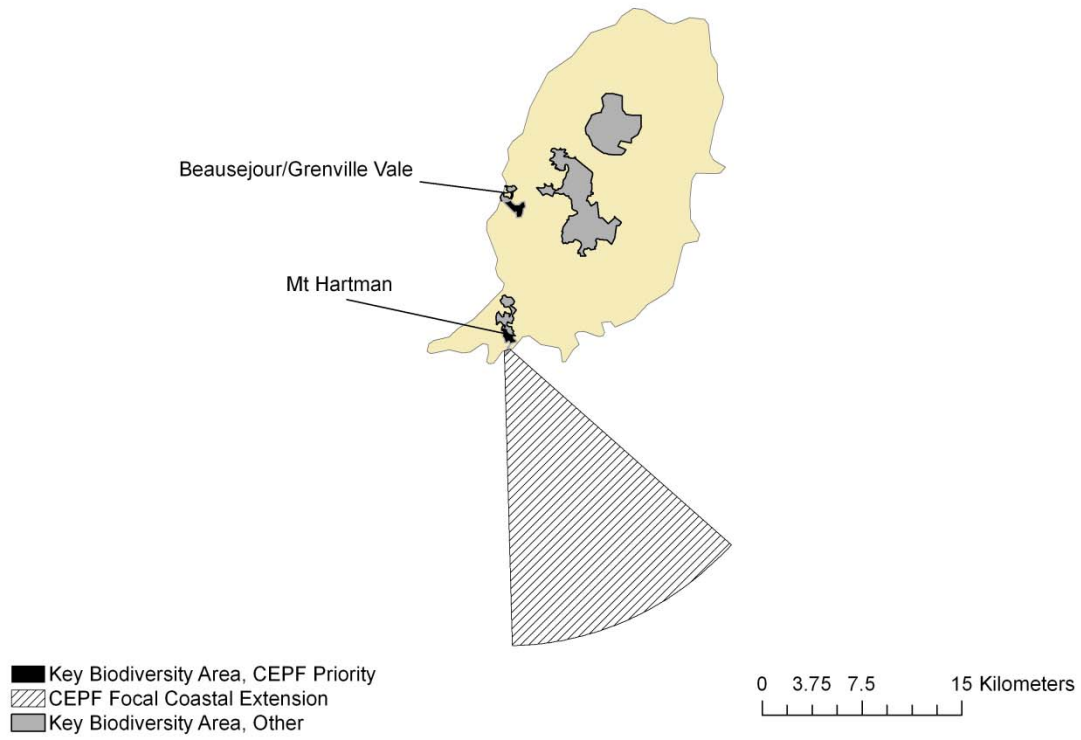 Beausejour/Grenville Vale
Mt Hartman
Key Biodiversity Area, CEPF Priority
CEPF Focal Coastal Extension
Key Biodiversity Area, Other
0 3.75 7.5 15 Kilometers